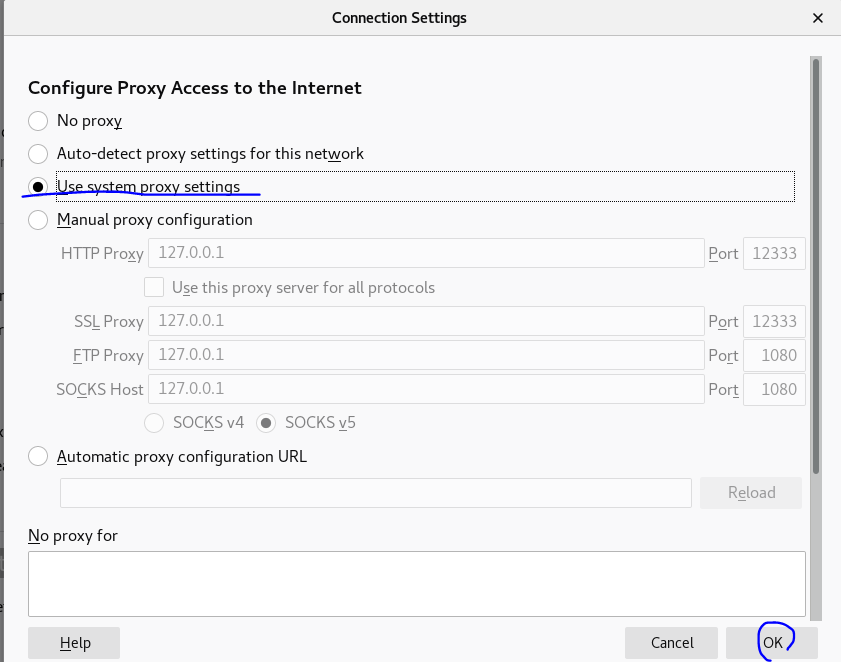 Connection Settings
Configure Proxy Access to the Internet
No proxy
Auto-detect proxy settings for this network
Use system proxy settings
Manual proxy configuration
HTTP Proxy 127.0.0.1 Port 12333
Use this proxy server for all protocols
SSL Proxy 127.0.0.1 Port 12333
FTP Proxy 127.0.0.1 Port 1080
SOCKS Host 127.0.0.1 Port 1080
SOCKS v4 SOCKS v5
Automatic proxy configuration URL
Reload
No proxy for
Help Cancel OK